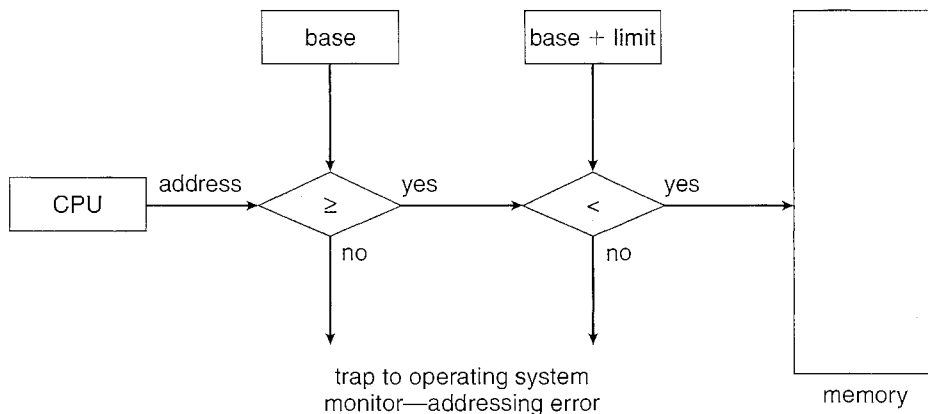 base
base + limit
address
yes
yes
CPU
≥
<
no
no
trap to operating system
monitor—addressing error
memory